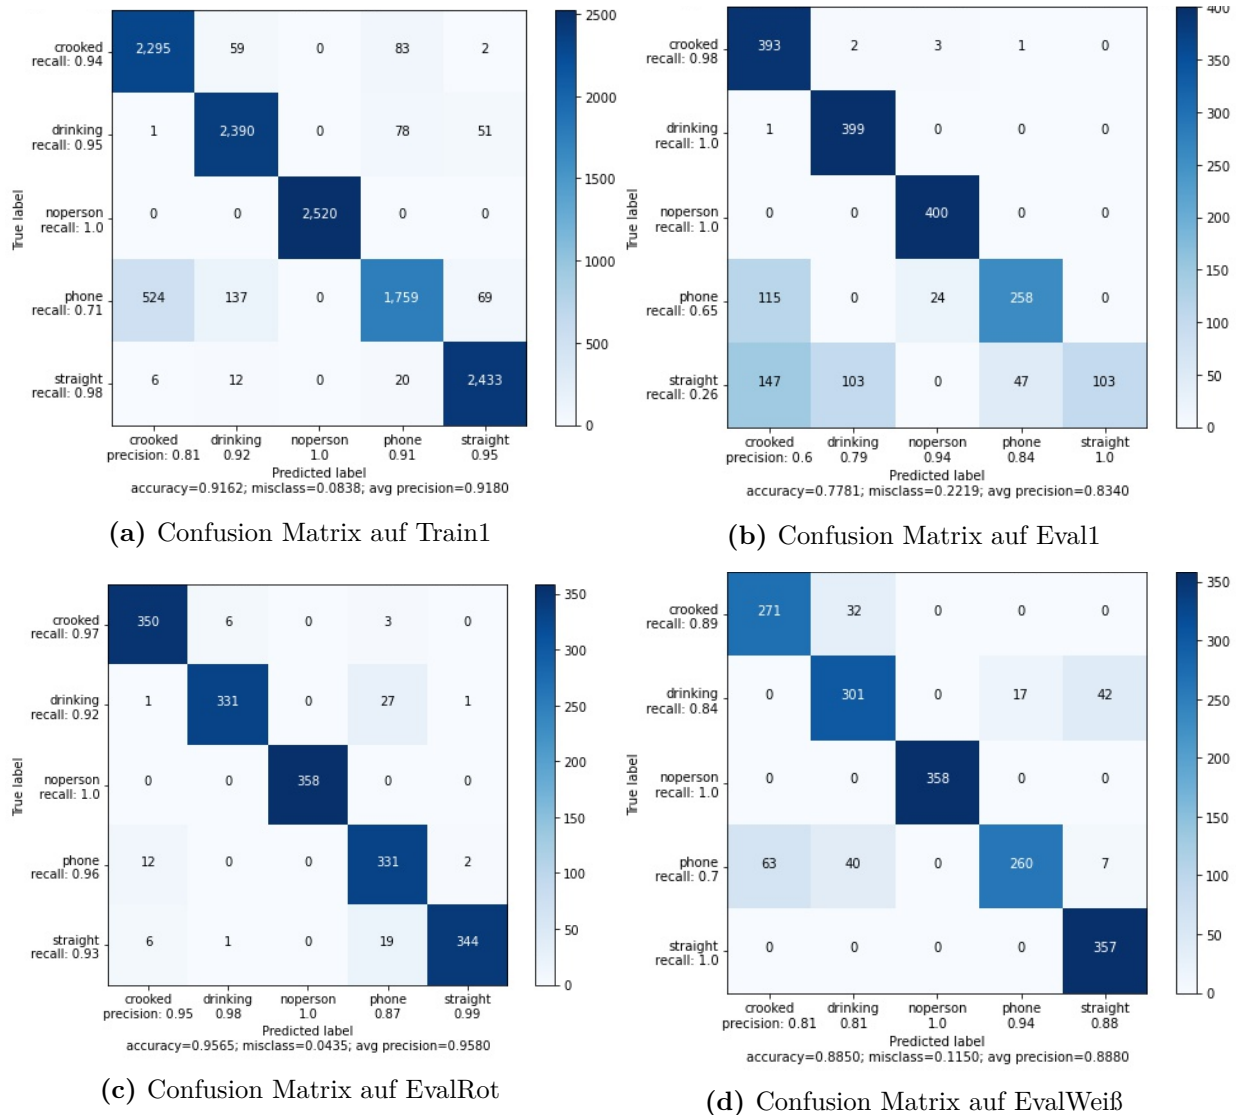 crooked
recall: 0.94
2,295 59 0 83 2
drinking
recall: 0.95
1 2,390 0 78 51
noperson
recall: 1.0
0 0 2,520 0 0
phone
recall: 0.71
524 137 0 1,759 69
straight
recall: 0.98
6 12 0 20 2,433
True label
crooked drinking noperson phone straight
precision: 0.81 0.92 1.0 0.91 0.95
Predicted label
accuracy=0.9162; misclass=0.0838; avg precision=0.9180
2500
2000
1500
1000
500
0
(a) Confusion Matrix auf Train1
crooked
recall: 0.98
393 2 3 1 0
drinking
recall: 1.0
1 399 0 0 0
noperson
recall: 1.0
0 0 400 0 0
phone
recall: 0.65
115 0 24 258 0
straight
recall: 0.26
147 103 0 47 103
True label
crooked drinking noperson phone straight
precision: 0.6 0.79 0.94 0.84 1.0
Predicted label
accuracy=0.7781; misclass=0.2219; avg precision=0.8340
400
350
300
250
200
150
100
50
0
(b) Confusion Matrix auf Eval1
crooked
recall: 0.97
350 6 0 3 0
drinking
recall: 0.92
1 331 0 27 1
noperson
recall: 1.0
0 0 358 0 0
phone
recall: 0.96
12 0 0 331 2
straight
recall: 0.93
6 1 0 19 344
True label
crooked drinking noperson phone straight
precision: 0.95 0.98 1.0 0.87 0.99
Predicted label
accuracy=0.9565; misclass=0.0435; avg precision=0.9580
350
300
250
200
150
100
50
0
(c) Confusion Matrix auf EvalRot
crooked
recall: 0.89
271 32 0 0 0
drinking
recall: 0.84
0 301 0 17 42
noperson
recall: 1.0
0 0 358 0 0
phone
recall: 0.7
63 40 0 260 7
straight
recall: 1.0
0 0 0 0 357
True label
crooked drinking noperson phone straight
precision: 0.81 0.81 1.0 0.94 0.88
Predicted label
accuracy=0.8850; misclass=0.1150; avg precision=0.8880
350
300
250
200
150
100
50
0
(d) Confusion Matrix auf EvalWeiß